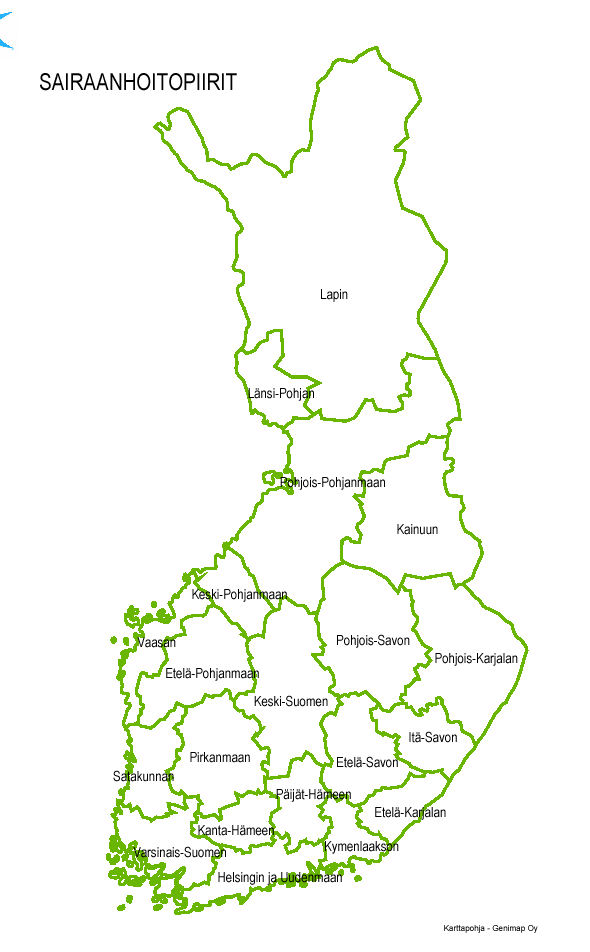 SAIRAANHOITOPIIRIT
Lapin
Länsi-Pohjan
Pohjois-Pohjanmaan
Kainuun
Keski-Pohjanmaan
Vaasan
Pohjois-Savon
Pohjois-Karjalan
Etelä-Pohjanmaan
Keski-Suomen
Itä-Savon
Pirkanmaan
Etelä-Savon
Satakunnan
Päijät-Hämeen
Etelä-Karjalan
Kanta-Hämeen
Kymenlaakson
Varsinais-Suomen
Helsingin ja Uudenmaan
Karttapohja - Genimap Oy